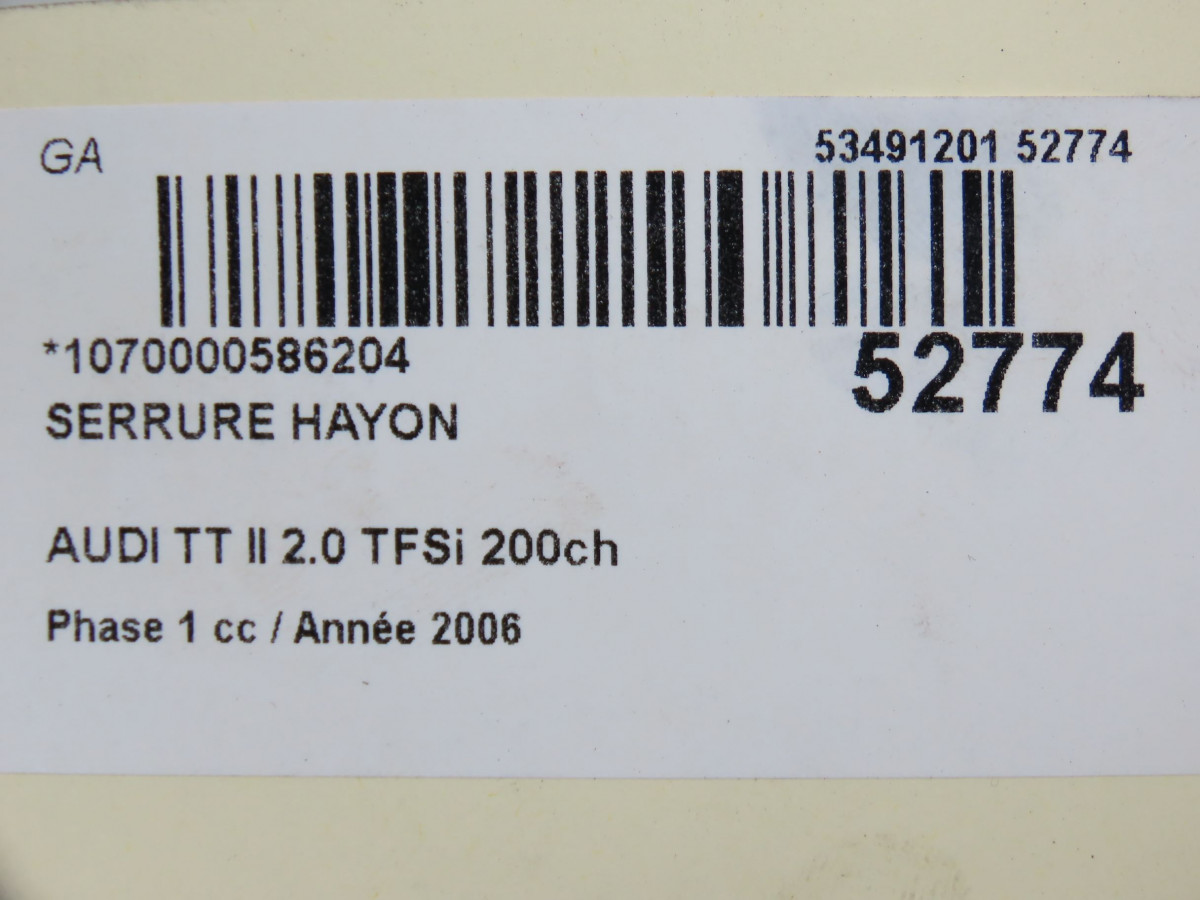 GA
53491201 52774
*1070000586204
52774
SERRURE HAYON
AUDI TT II 2.0 TFSi 200ch
Phase 1 cc / Année 2006